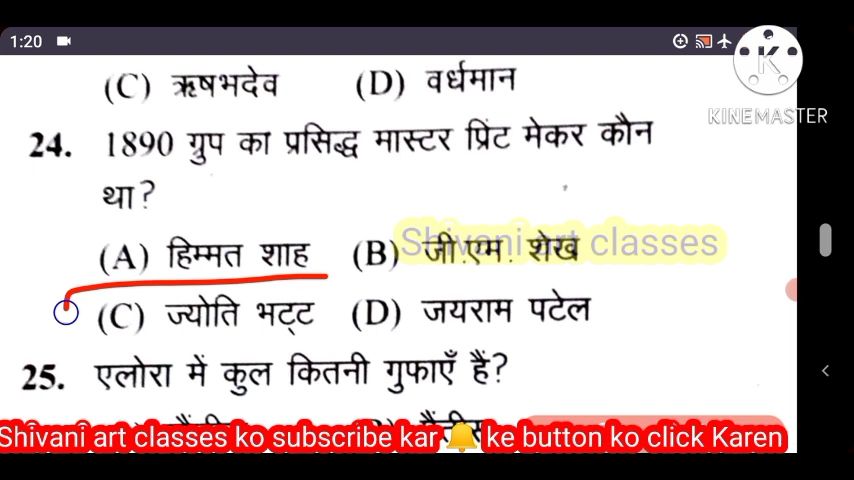 1:20
KINEMASTER
(C) ऋषभदेव (D) वर्धमान
24. 1890 ग्रुप का प्रसिद्ध मास्टर प्रिंट मेकर कौन
था?
Shivani art classes
(A) हिम्मत शाह (B) जी.एम. शेख
(C) ज्योति भट्ट (D) जयराम पटेल
25. एलोरा में कुल कितनी गुफाएँ हैं?
Shivani art classes ko subscribe kar 🔔 ke button ko click Karen